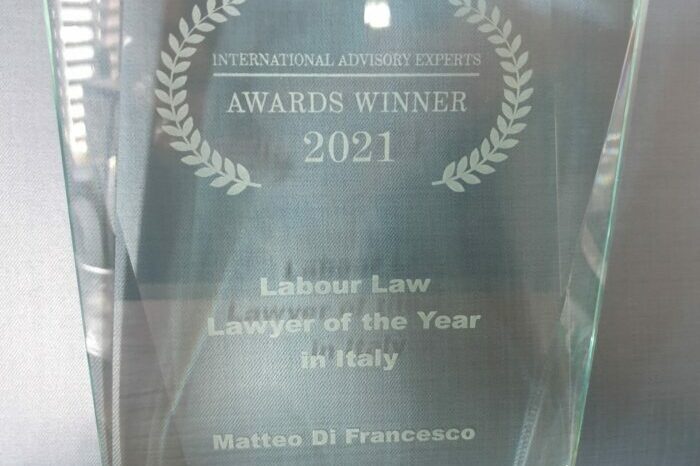 INTERNATIONAL ADVISORY EXPERTS
AWARDS WINNER
2021
Labour Law
Lawyer of the Year
in Italy
Matteo Di Francesco